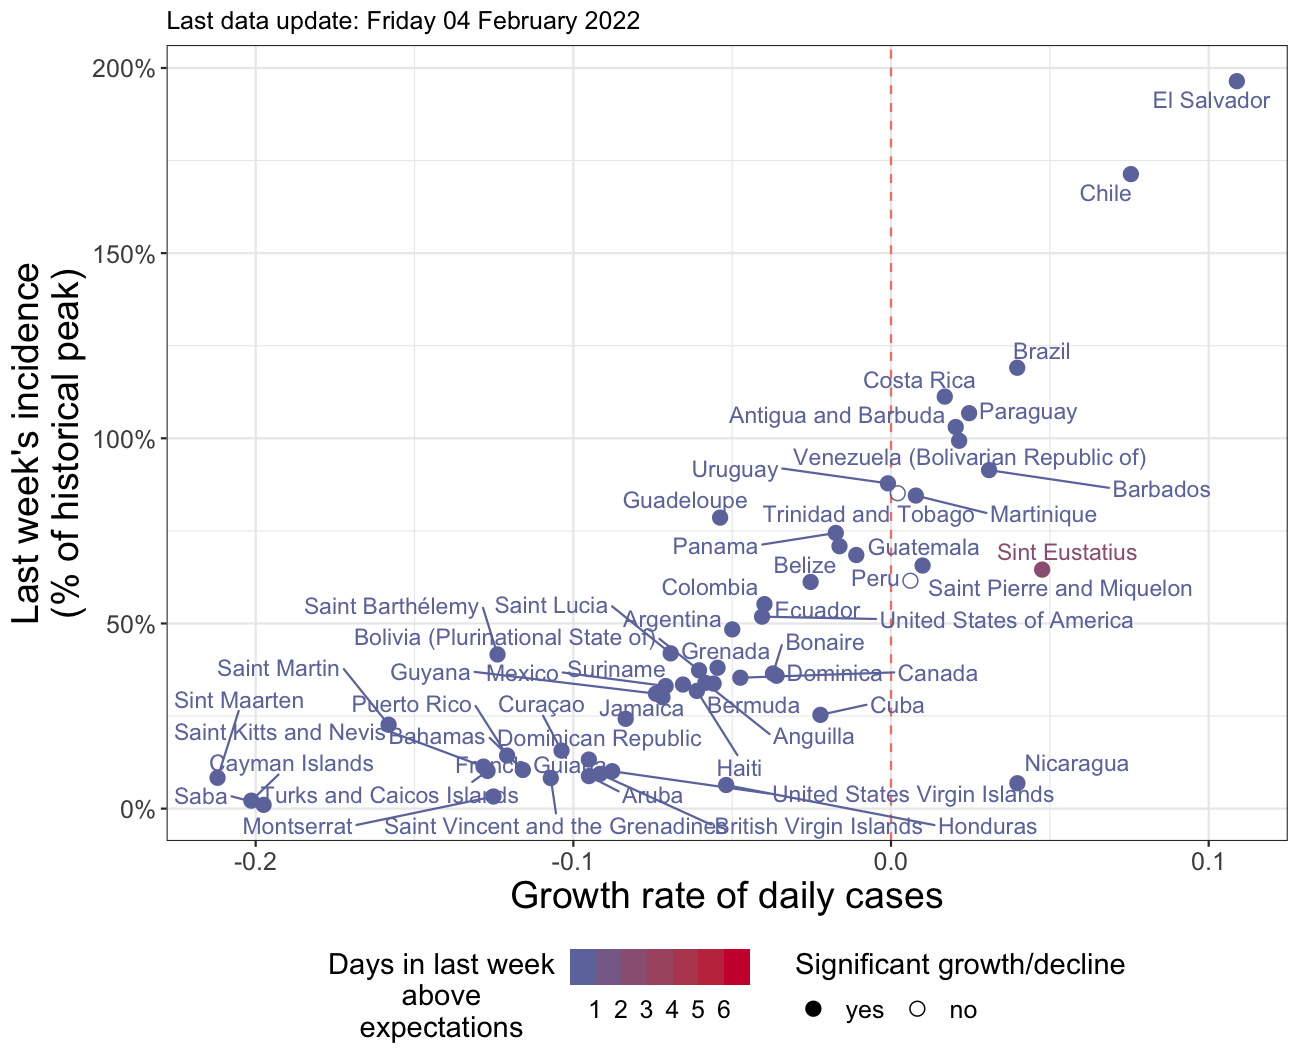 Last data update: Friday 04 February 2022
Last week's incidence
(% of historical peak)
200%
150%
100%
50%
0%
El Salvador
Chile
Brazil
Costa Rica
Antigua and Barbuda
Paraguay
Venezuela (Bolivarian Republic of)
Uruguay
Barbados
Guadeloupe
Trinidad and Tobago
Martinique
Panama
Guatemala
Sint Eustatius
Belize
Peru
Colombia
Saint Pierre and Miquelon
Saint Barthélemy
Saint Lucia
Ecuador
Argentina
United States of America
Bolivia (Plurinational State of)
Grenada
Bonaire
Saint Martin
Guyana
Mexico
Suriname
Dominica
Canada
Sint Maarten
Puerto Rico
Curaçao
Jamaica
Bermuda
Cuba
Saint Kitts and Nevis
Bahamas
Dominican Republic
Anguilla
Cayman Islands
French Guiana
Haiti
Nicaragua
Saba
Turks and Caicos Islands
Aruba
United States Virgin Islands
Montserrat
Saint Vincent and the Grenadines
British Virgin Islands
Honduras
-0.2
-0.1
0.0
0.1
Growth rate of daily cases
Days in last week
above
expectations
1 2 3 4 5 6
Significant growth/decline
yes
no